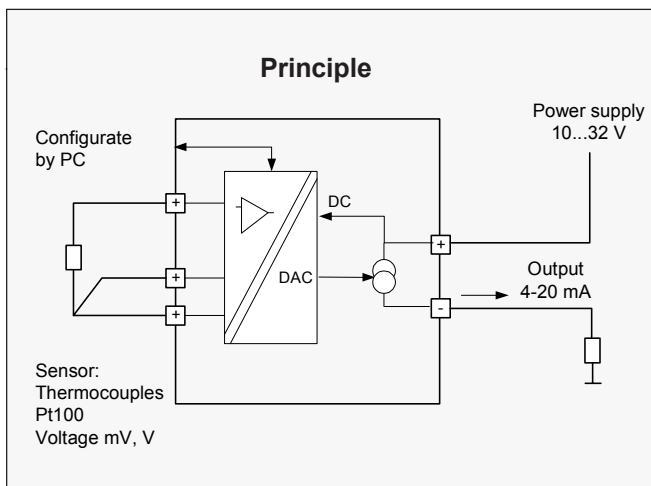 Principle
Configurate
by PC
Power supply
10...32 V
+
DC
+
+
DAC
Output
4-20 mA
+
-
+
Sensor:
Thermocouples
Pt100
Voltage mV, V